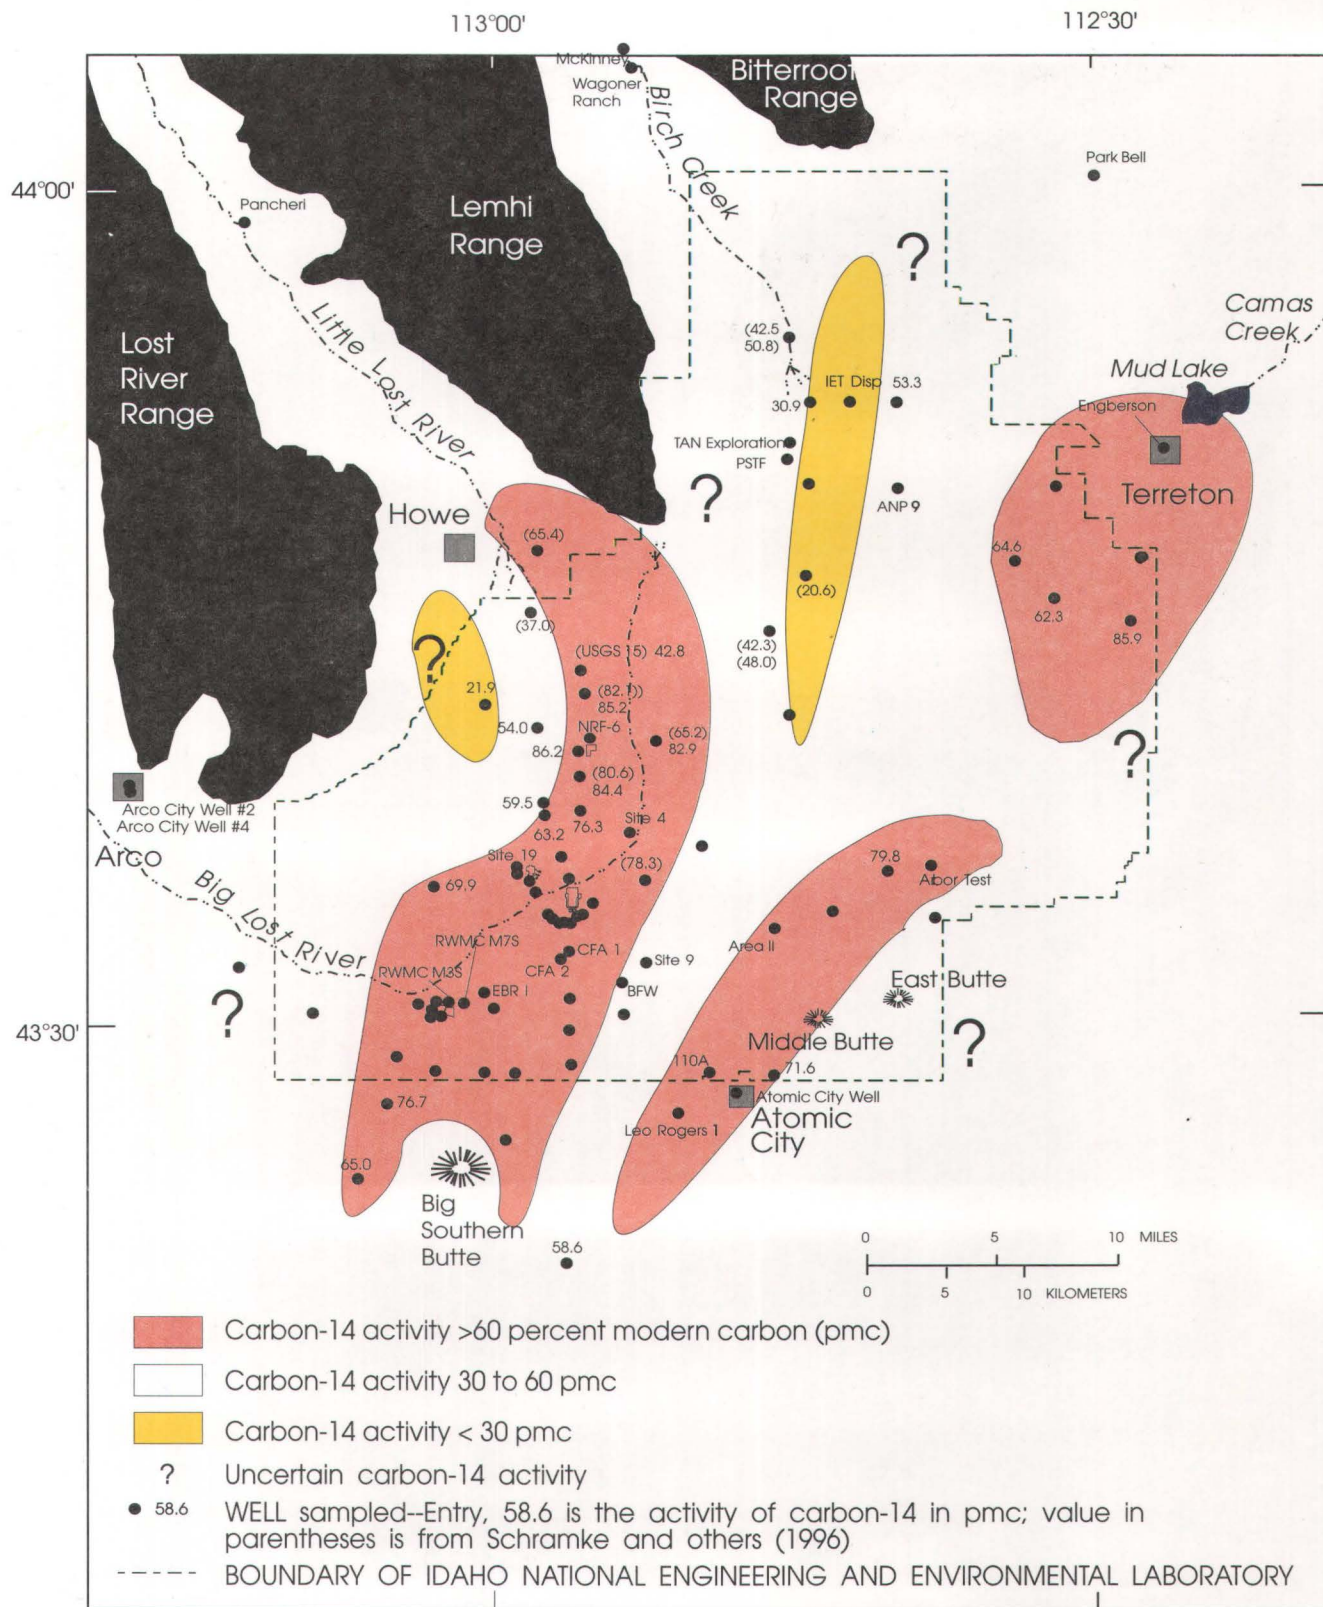 113°00'
112°30'
McKinney
Wagoner
Ranch
Bitterroot
Range
Birch Creek
Park Bell
44°00'
Pancheri
Lemhi
Range
?
Camas
Creek
Little Lost River
Lost
River
Range
(42.5
50.8)
Mud Lake
IET Disp
53.3
30.9
Engberson
TAN Exploration
PSTF
?
ANP 9
Terreton
Howe
(65.4)
64.6
(20.6)
62.3
85.9
(37.0)
(42.3)
(48.0)
?
(USGS 15) 42.8
21.9
(82.1))
85.2
54.0
NRF-6
86.2
(65.2)
82.9
?
(80.6)
84.4
Arco City Well #2
Arco City Well #4
59.5
63.2
76.3
Site 4
Arco
Site 19
(78.3)
79.8
Arbor Test
69.9
Big Lost River
RWMC M7S
Area II
RWMC M3S
CFA 1
CFA 2
Site 9
EBR I
BFW
East Butte
?
43°30'
Middle Butte
?
110A
71.6
76.7
Atomic City Well
Leo Rogers 1
Atomic
City
65.0
Big
Southern
Butte
58.6
0 5 10 MILES
0 5 10 KILOMETERS
Carbon-14 activity >60 percent modern carbon (pmc)
Carbon-14 activity 30 to 60 pmc
Carbon-14 activity < 30 pmc
? Uncertain carbon-14 activity
58.6 WELL sampled--Entry, 58.6 is the activity of carbon-14 in pmc; value in
parentheses is from Schramke and others (1996)
BOUNDARY OF IDAHO NATIONAL ENGINEERING AND ENVIRONMENTAL LABORATORY